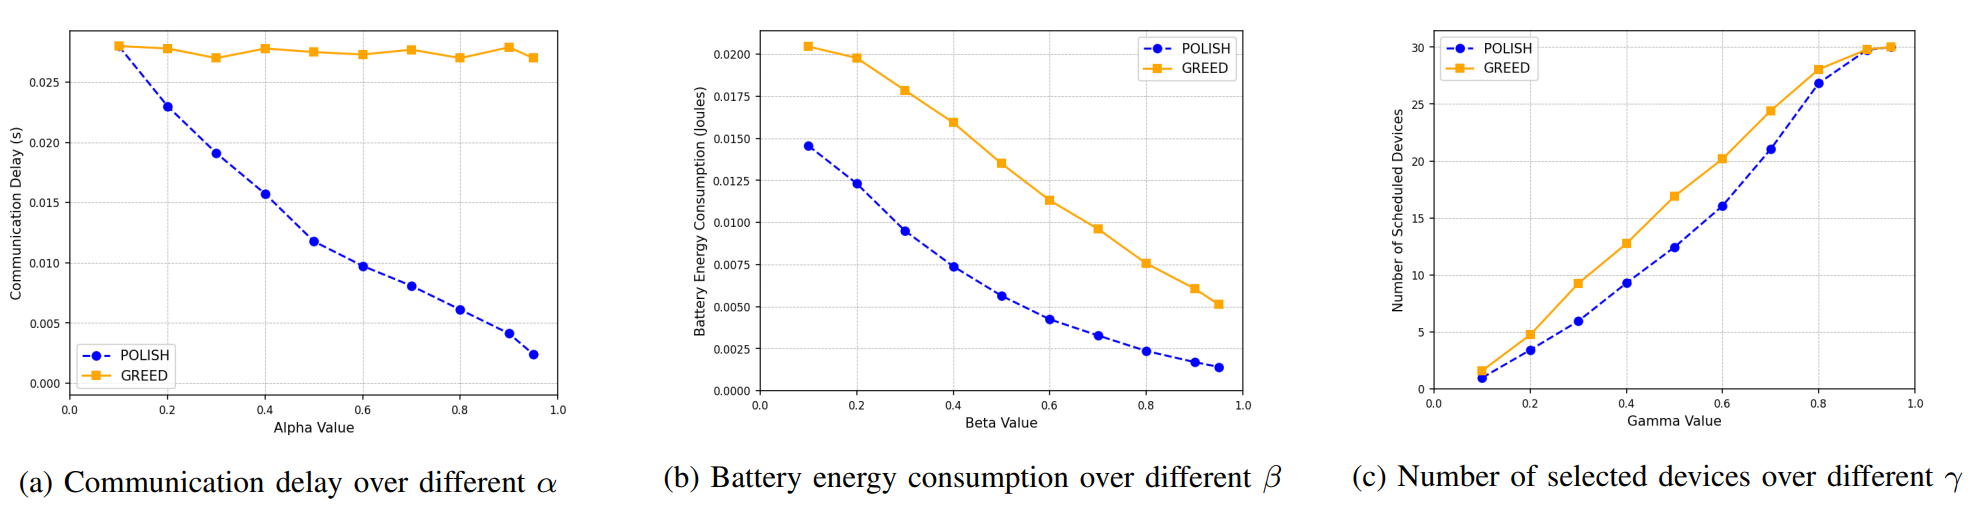 Communication Delay (s)
0.025
0.020
0.015
0.010
0.005
0.000
0.0 0.2 0.4 0.6 0.8 1.0
Alpha Value
POLISH
GREED
(a) Communication delay over different α
Battery Energy Consumption (Joules)
0.0200
0.0175
0.0150
0.0125
0.0100
0.0075
0.0050
0.0025
0.0000
0.0 0.2 0.4 0.6 0.8 1.0
Beta Value
POLISH
GREED
(b) Battery energy consumption over different β
Number of Scheduled Devices
30
25
20
15
10
5
0
0.0 0.2 0.4 0.6 0.8 1.0
Gamma Value
POLISH
GREED
(c) Number of selected devices over different γ